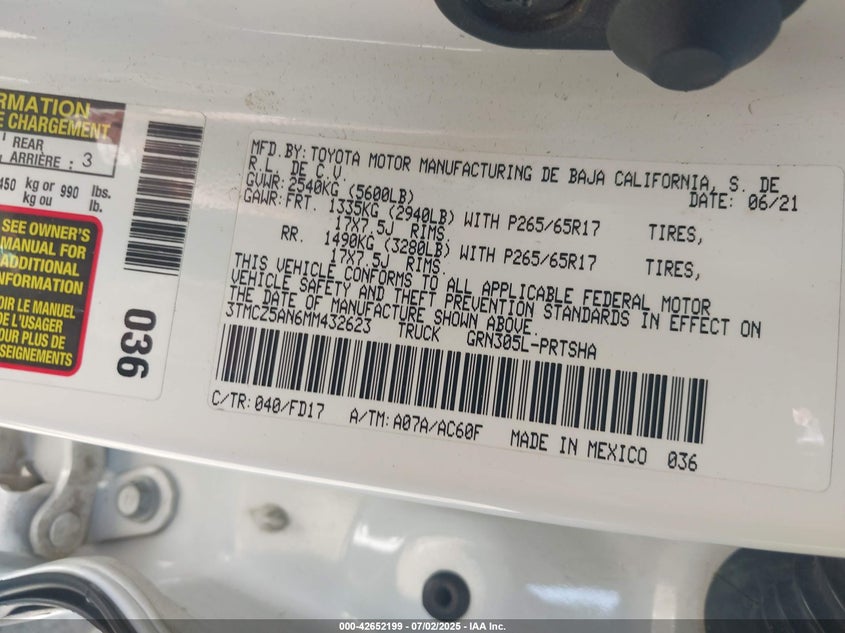 RMATION
E CHARGEMENT
REAR
ARRIÈRE : 3
450 kg or 990 lbs.
kg ou lb.
SEE OWNER'S
MANUAL FOR
ADDITIONAL
INFORMATION
OIR LE MANUEL
DE L'USAGER
POUR PLUS DE
NSEIGNEMENTS
036
MFD.BY:TOYOTA MOTOR MANUFACTURING DE BAJA CALIFORNIA, S. DE
R.L. DE C.V. DATE: 06/21
GVWR:2540KG (5600LB)
GAWR:FRT. 1335KG (2940LB) WITH P265/65R17 TIRES,
17X7.5J RIMS
RR. 1490KG (3280LB) WITH P265/65R17 TIRES,
17X7.5J RIMS.
THIS VEHICLE CONFORMS TO ALL APPLICABLE FEDERAL MOTOR
VEHICLE SAFETY AND THEFT PREVENTION STANDARDS IN EFFECT ON
THE DATE OF MANUFACTURE SHOWN ABOVE.
3TMCZ5AN6MM432623 TRUCK GRN305L-PRTSHA
C/TR:040/FD17 A/TM:A07A/AC60F MADE IN MEXICO 036
000-42652199 - 07/02/2025 - IAA Inc.